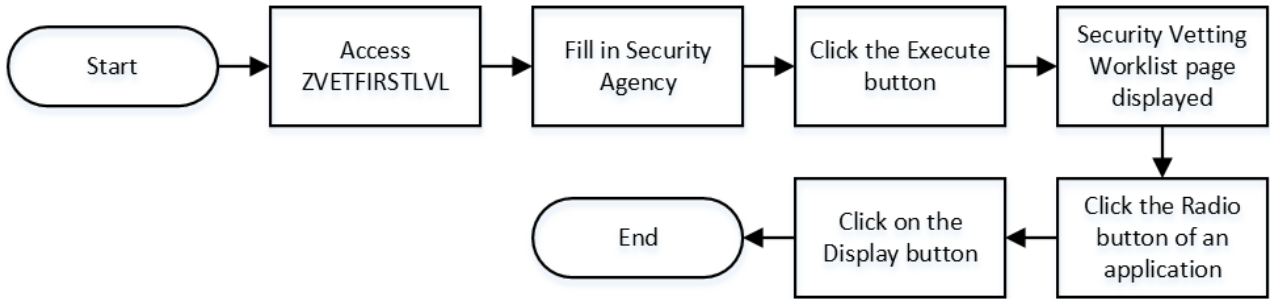 Start
Access
ZVETFIRSTLVL
Fill in Security
Agency
Click the Execute
button
Security Vetting
Worklist page
displayed
Click the Radio
button of an
application
Click on the
Display button
End